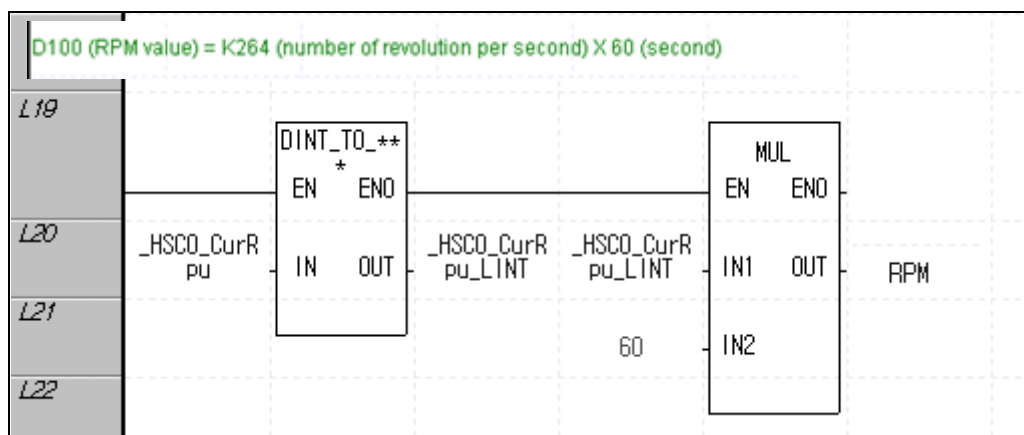 D100 (RPM value) = K264 (number of revolution per second) X 60 (second)
L19
DINT_TO_**
*
MUL
EN ENO
EN ENO
L20
_HSC0_CurR
pu
IN OUT
_HSC0_CurR
pu_LINT
_HSC0_CurR
pu_LINT
IN1 OUT
RPM
L21
60
IN2
L22